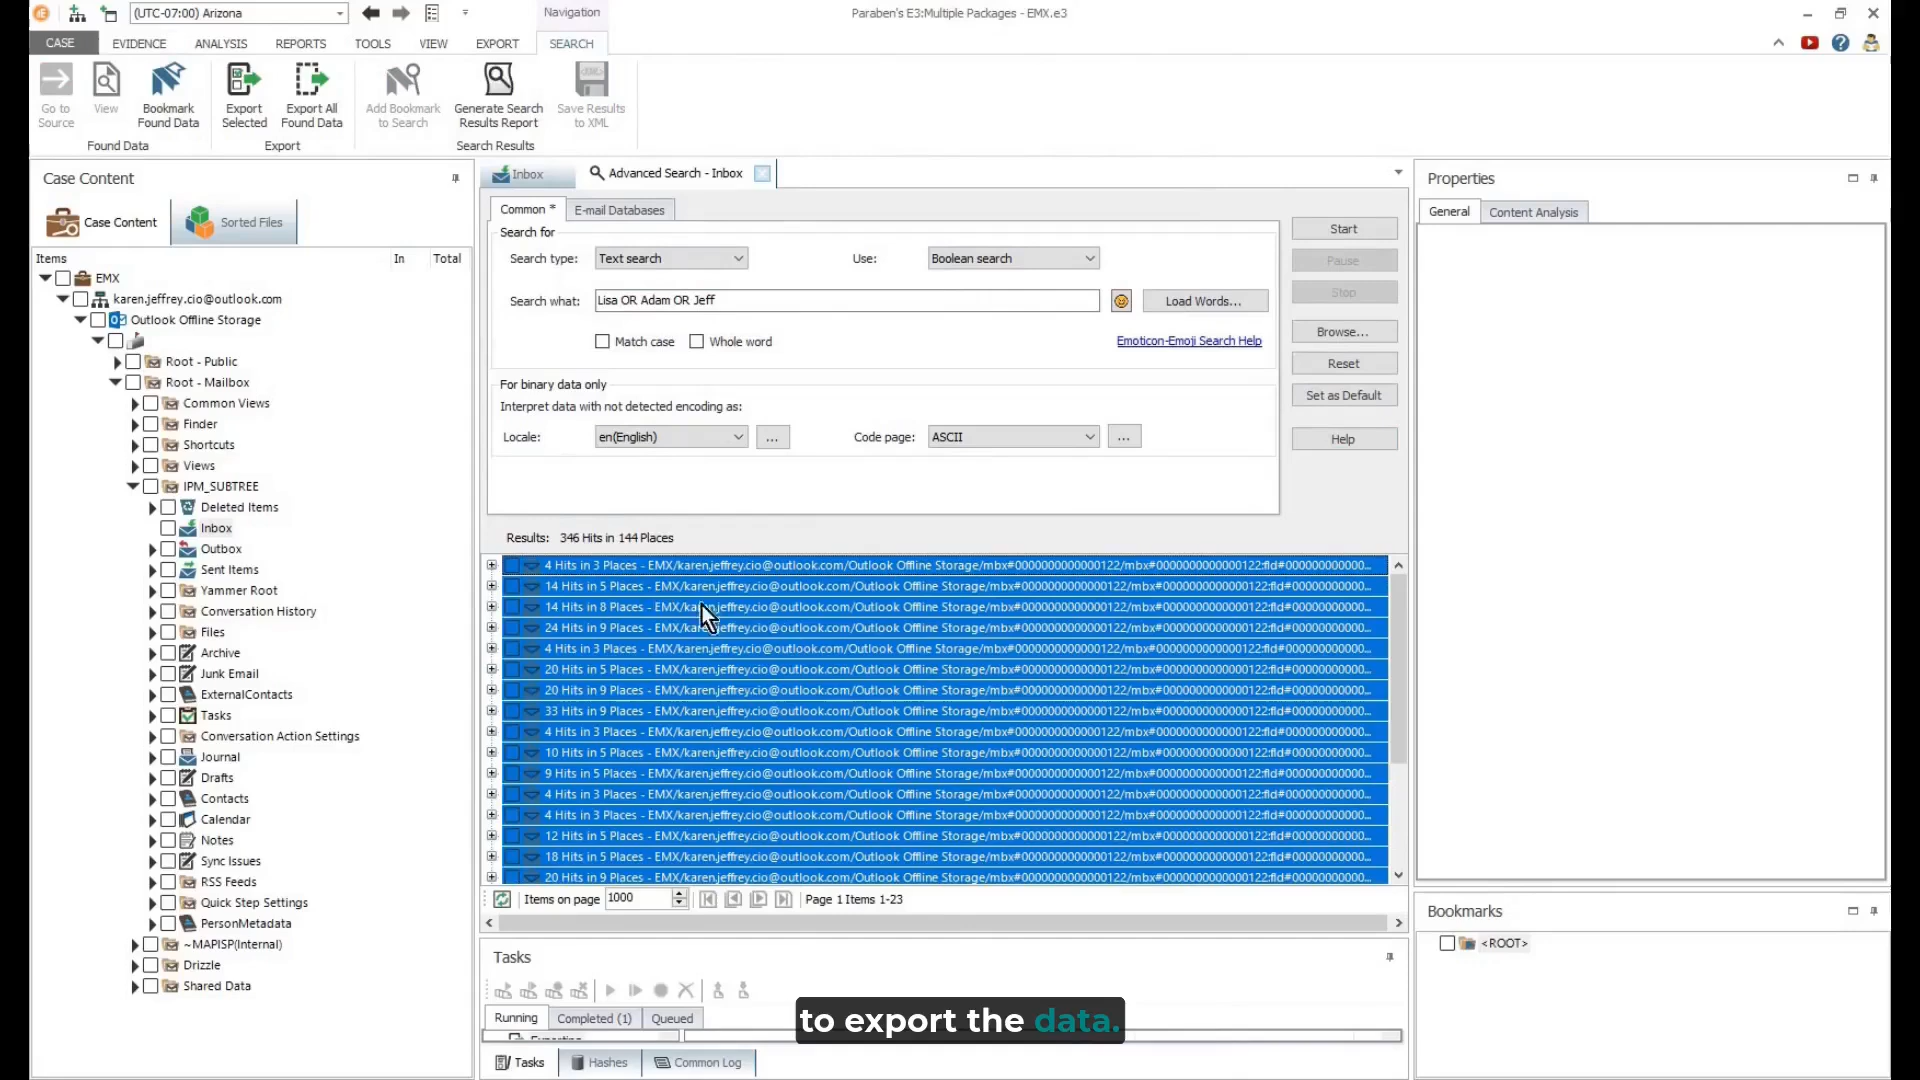 (UTC-07:00) Arizona
Navigation
Paraben's E3:Multiple Packages - EMX.e3
CASE
EVIDENCE
ANALYSIS
REPORTS
TOOLS
VIEW
EXPORT
SEARCH
Go to Source
View
Bookmark Found Data
Export Selected
Export All Found Data
Add Bookmark to Search
Generate Search Results Report
Save Results to XML
Found Data
Export
Search Results
Case Content
Case Content
Sorted Files
Items
In
Total
EMX
karen.jeffrey.cio@outlook.com
Outlook Offline Storage
Root - Public
Root - Mailbox
Common Views
Finder
Shortcuts
Views
IPM_SUBTREE
Deleted Items
Inbox
Outbox
Sent Items
Yammer Root
Conversation History
Files
Archive
Junk Email
ExternalContacts
Tasks
Conversation Action Settings
Journal
Drafts
Contacts
Calendar
Notes
Sync Issues
RSS Feeds
Quick Step Settings
PersonMetadata
~MAPISP(Internal)
Drizzle
Shared Data
Inbox
Advanced Search - Inbox
Common *
E-mail Databases
Search for
Search type:
Text search
Use:
Boolean search
Search what:
Lisa OR Adam OR Jeff
Load Words...
Match case
Whole word
Emoticon-Emoji Search Help
For binary data only
Interpret data with not detected encoding as:
Locale:
en(English)
...
Code page:
ASCII
...
Start
Pause
Stop
Browse...
Reset
Set as Default
Help
Results: 346 Hits in 144 Places
4 Hits in 3 Places - EMX/karen.jeffrey.cio@outlook.com/Outlook Offline Storage/mbx#0000000000000122/mbx#0000000000000122:fld#00000000000...
14 Hits in 5 Places - EMX/karen.jeffrey.cio@outlook.com/Outlook Offline Storage/mbx#0000000000000122/mbx#0000000000000122:fld#0000000000...
14 Hits in 8 Places - EMX/karen.jeffrey.cio@outlook.com/Outlook Offline Storage/mbx#0000000000000122/mbx#0000000000000122:fld#0000000000...
24 Hits in 9 Places - EMX/karen.jeffrey.cio@outlook.com/Outlook Offline Storage/mbx#0000000000000122/mbx#0000000000000122:fld#0000000000...
4 Hits in 3 Places - EMX/karen.jeffrey.cio@outlook.com/Outlook Offline Storage/mbx#0000000000000122/mbx#0000000000000122:fld#00000000000...
20 Hits in 5 Places - EMX/karen.jeffrey.cio@outlook.com/Outlook Offline Storage/mbx#0000000000000122/mbx#0000000000000122:fld#0000000000...
20 Hits in 9 Places - EMX/karen.jeffrey.cio@outlook.com/Outlook Offline Storage/mbx#0000000000000122/mbx#0000000000000122:fld#0000000000...
33 Hits in 9 Places - EMX/karen.jeffrey.cio@outlook.com/Outlook Offline Storage/mbx#0000000000000122/mbx#0000000000000122:fld#0000000000...
4 Hits in 3 Places - EMX/karen.jeffrey.cio@outlook.com/Outlook Offline Storage/mbx#0000000000000122/mbx#0000000000000122:fld#00000000000...
10 Hits in 5 Places - EMX/karen.jeffrey.cio@outlook.com/Outlook Offline Storage/mbx#0000000000000122/mbx#0000000000000122:fld#0000000000...
9 Hits in 5 Places - EMX/karen.jeffrey.cio@outlook.com/Outlook Offline Storage/mbx#0000000000000122/mbx#0000000000000122:fld#00000000000...
4 Hits in 3 Places - EMX/karen.jeffrey.cio@outlook.com/Outlook Offline Storage/mbx#0000000000000122/mbx#0000000000000122:fld#00000000000...
4 Hits in 3 Places - EMX/karen.jeffrey.cio@outlook.com/Outlook Offline Storage/mbx#0000000000000122/mbx#0000000000000122:fld#00000000000...
12 Hits in 5 Places - EMX/karen.jeffrey.cio@outlook.com/Outlook Offline Storage/mbx#0000000000000122/mbx#0000000000000122:fld#0000000000...
18 Hits in 5 Places - EMX/karen.jeffrey.cio@outlook.com/Outlook Offline Storage/mbx#0000000000000122/mbx#0000000000000122:fld#0000000000...
20 Hits in 9 Places - EMX/karen.jeffrey.cio@outlook.com/Outlook Offline Storage/mbx#0000000000000122/mbx#0000000000000122:fld#0000000000...
Items on page 1000
Page 1 Items 1-23
Tasks
Running
Completed (1)
Queued
Tasks
Hashes
Common Log
to export the data.
Properties
General
Content Analysis
Bookmarks
<ROOT>